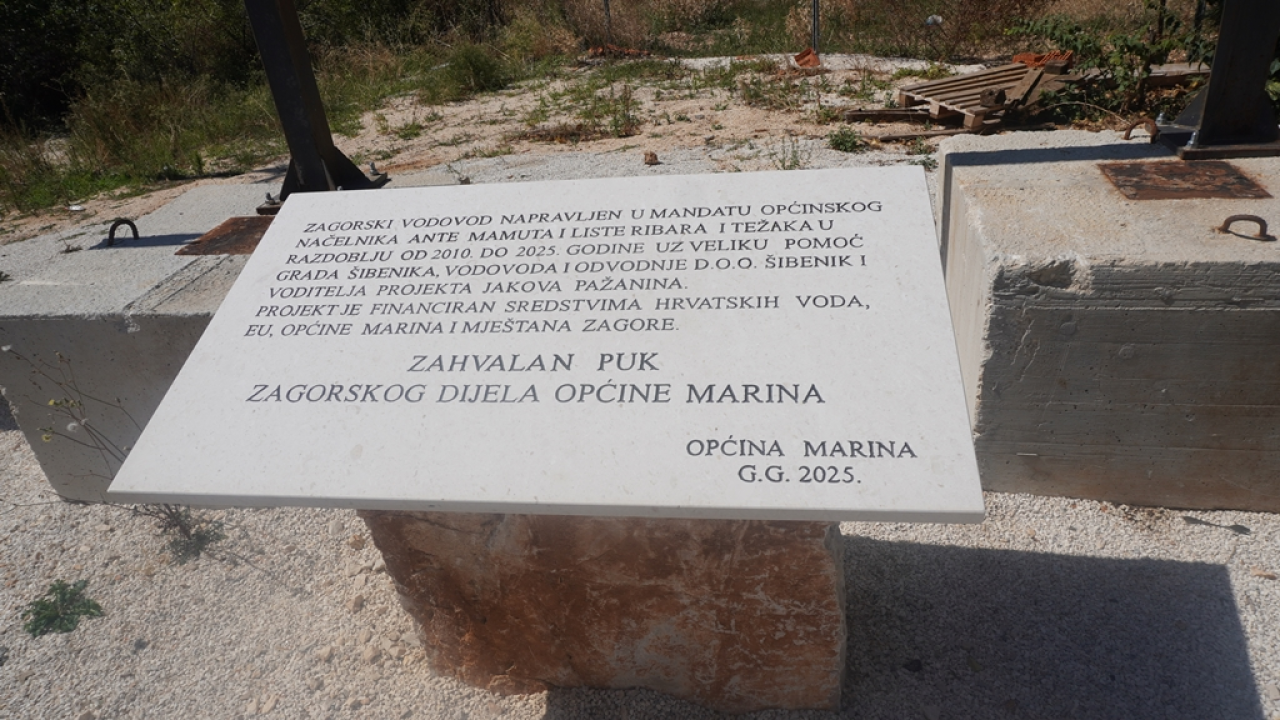 ZAGORSKI VODOVOD NAPRAVLJEN U MANDATU OPĆINSKOG
NAČELNIKA ANTE MAMUTA I LISTE RIBARA I TEŽAKA U
RAZDOBLJU OD 2010. DO 2025. GODINE UZ VELIKU POMOĆ
GRADA ŠIBENIKA, VODOVODA I ODVODNJE D.O.O. ŠIBENIK I
VODITELJA PROJEKTA JAKOVA PAŽANINA.
PROJEKT JE FINANCIRAN SREDSTVIMA HRVATSKIH VODA,
EU, OPĆINE MARINA I MJEŠTANA ZAGORE.
ZAHVALAN PUK
ZAGORSKOG DIJELA OPĆINE MARINA
OPĆINA MARINA
G.G. 2025.